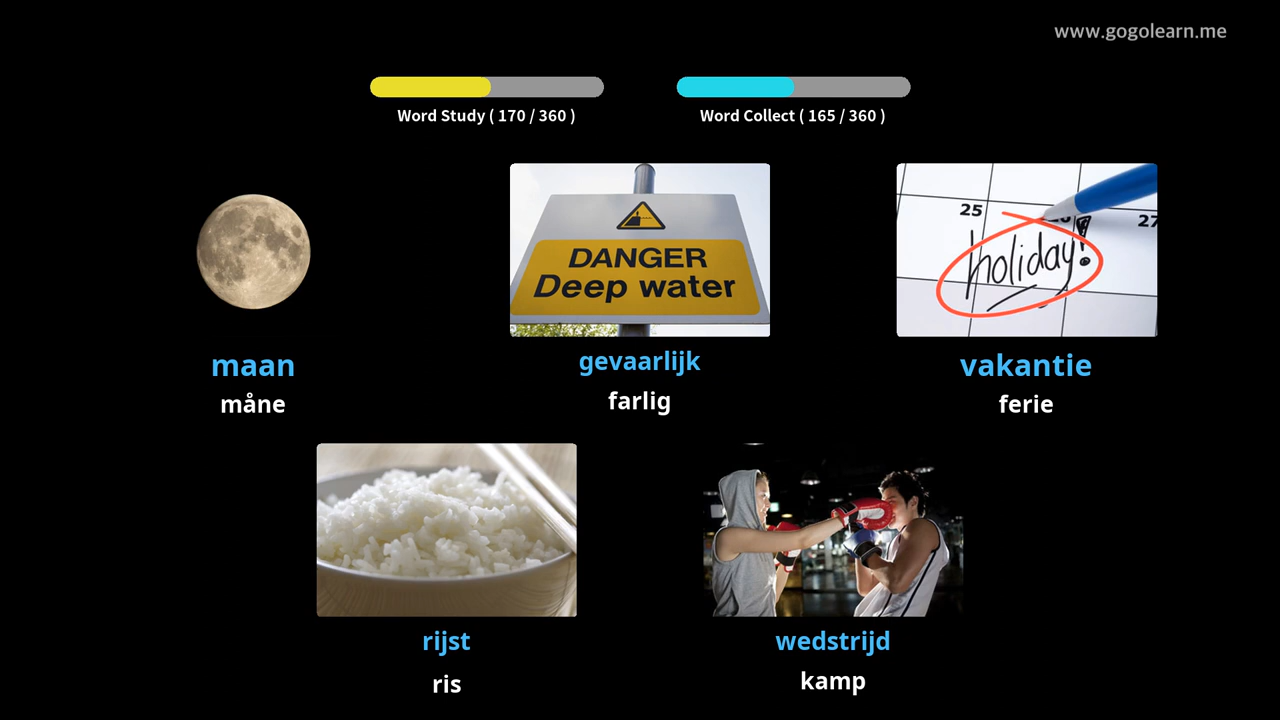 www.gogolearn.me
Word Study ( 170 / 360 )
Word Collect ( 165 / 360 )
DANGER
Deep water
25
27
holiday!
maan
gevaarlijk
vakantie
måne
farlig
ferie
rijst
wedstrijd
ris
kamp